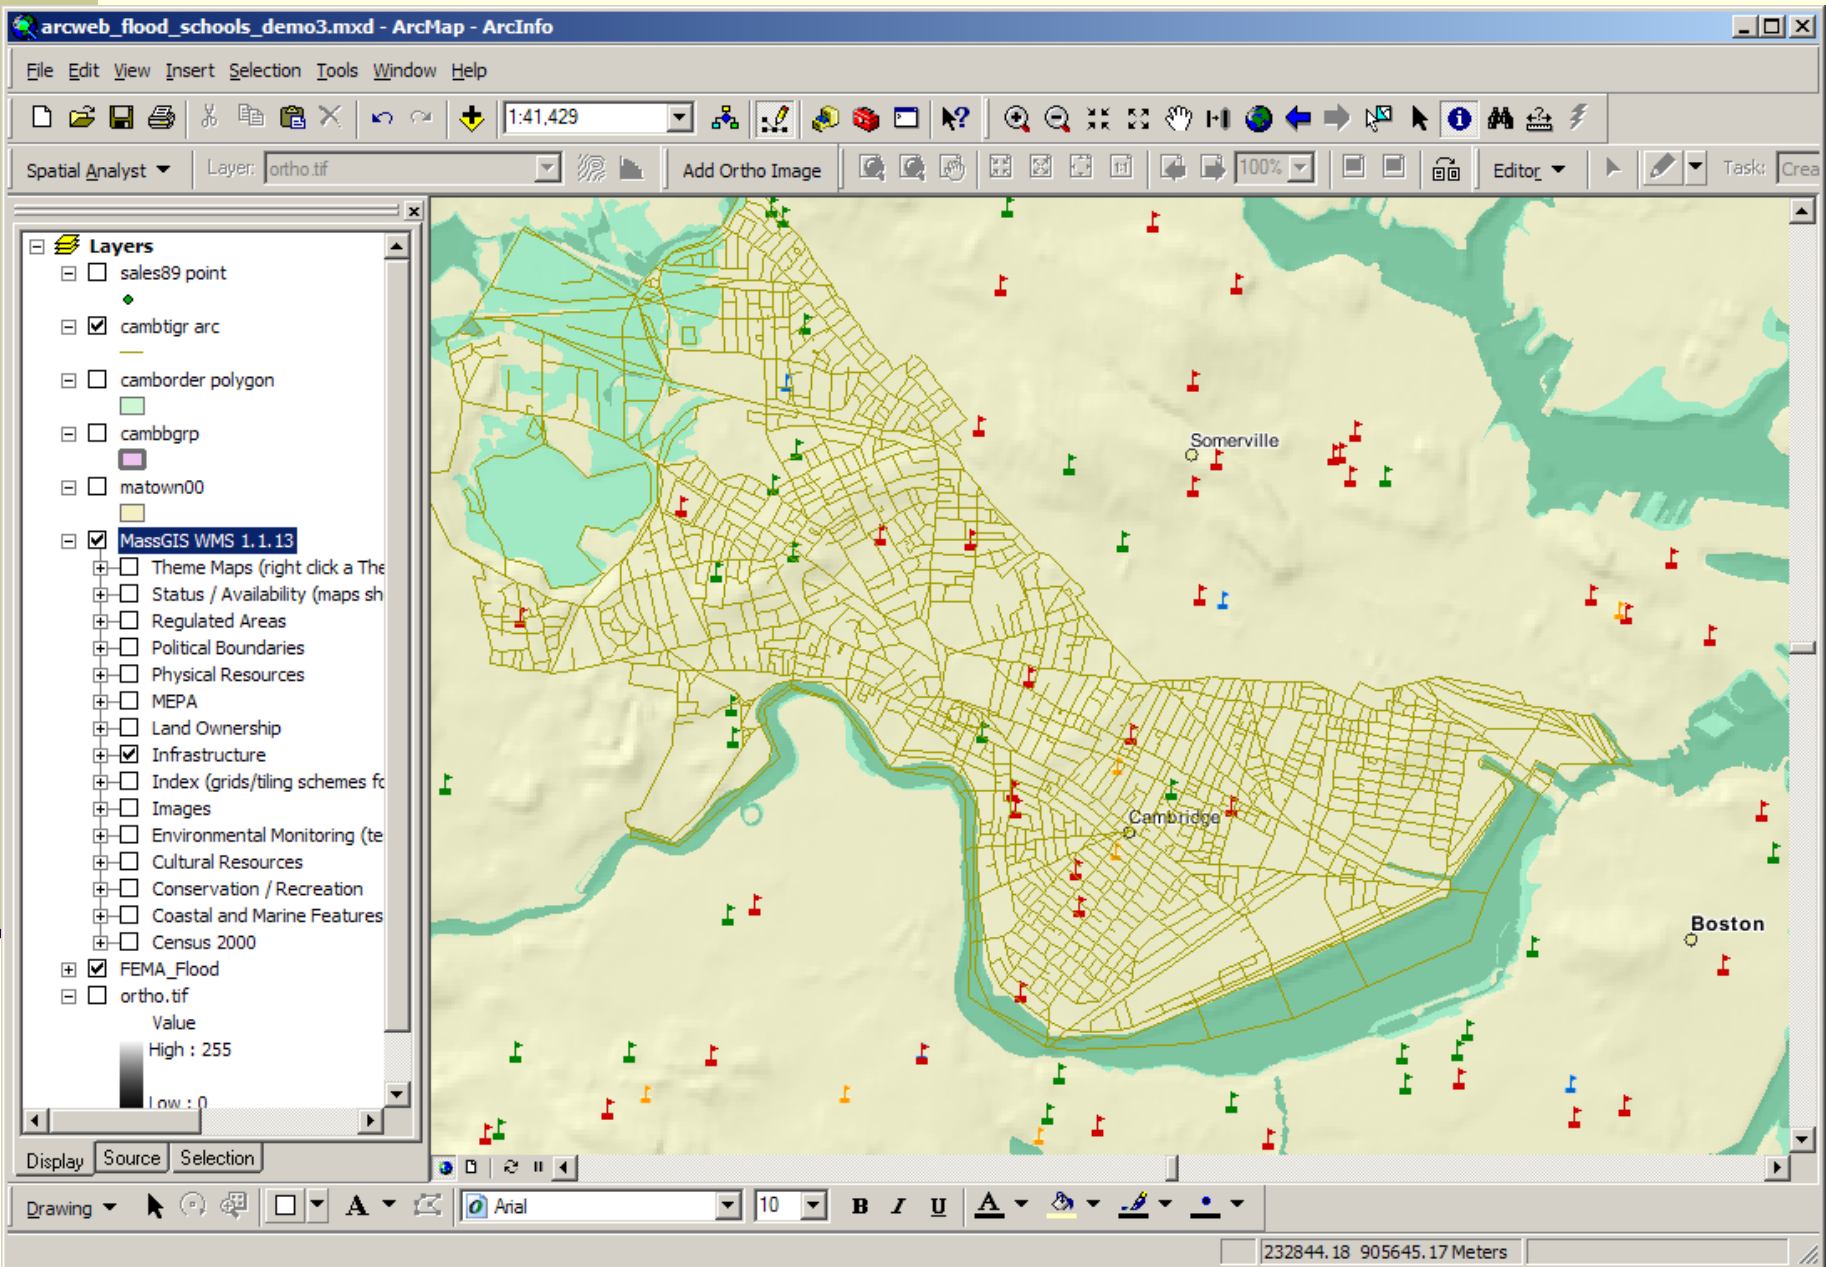 arcweb_flood_schools_demo3.mxd - ArcMap - ArcInfo
File Edit View Insert Selection Tools Window Help
1:41,429
Spatial Analyst Layer: ortho.tif Add Ortho Image 1:1 100% Editor Task: Crea
Layers
sales89 point
cambtigr arc
camborder polygon
cambbgrp
matown00
MassGIS WMS 1.1.13
Theme Maps (right click a The
Status / Availability (maps sh
Regulated Areas
Political Boundaries
Physical Resources
MEPA
Land Ownership
Infrastructure
Index (grids/tiling schemes fo
Images
Environmental Monitoring (te
Cultural Resources
Conservation / Recreation
Coastal and Marine Features
Census 2000
FEMA_Flood
ortho.tif
Value
High : 255
Low : 0
Display Source Selection
Somerville
Cambridge
Boston
Drawing A Arial 10 B I U A
232844.18 905645.17 Meters